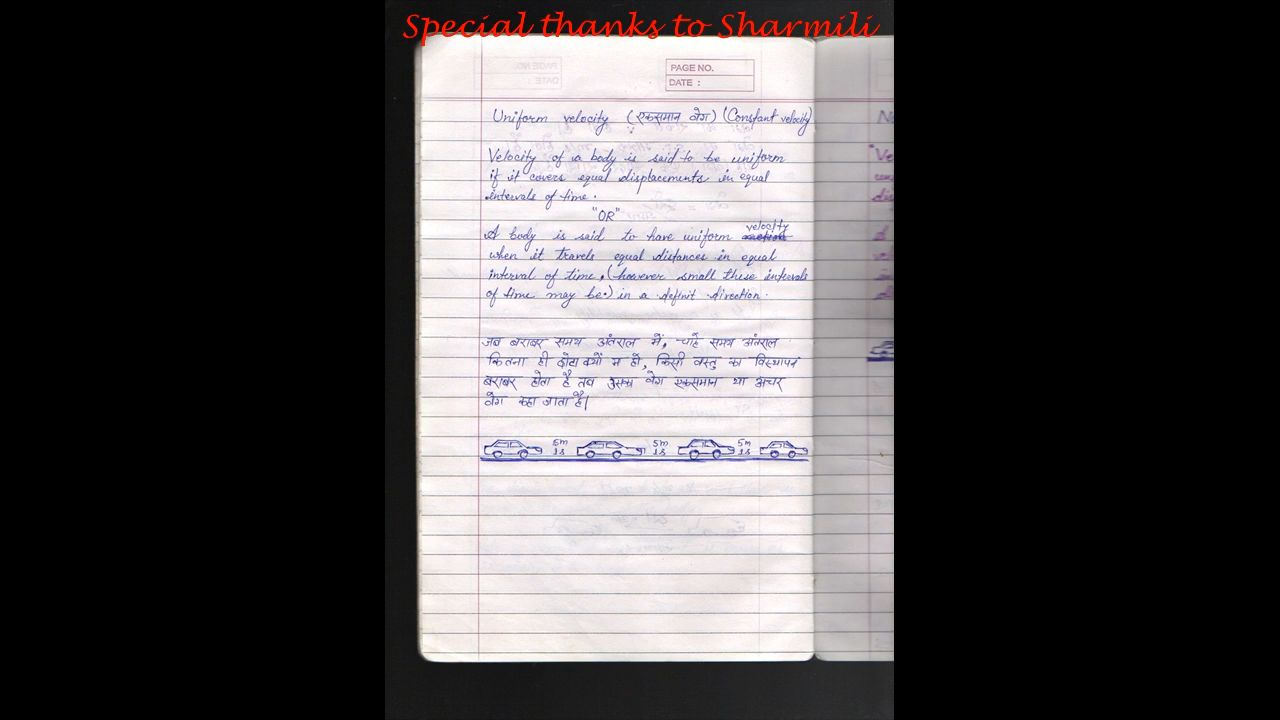 Special thanks to Sharmili
PAGE NO.
DATE :
Uniform velocity (एकसमान वेग) (Constant velocity)
Velocity of a body is said to be uniform
if it covers equal displacements in equal
intervals of time.
"OR"
velocity
A body is said to have uniform
when it travels equal distances in equal
interval of time, (however small these intervals
of time may be.) in a definit direction.
जब बराबर समय अंतराल में, चाहे समय अंतराल
कितना ही छोटा क्यों न हो, किसी वस्तु का विस्थापन
बराबर होता है तब उसका वेग एकसमान या अचर
वेग कहा जाता है।
5m 5m 5m
1s 1s 1s